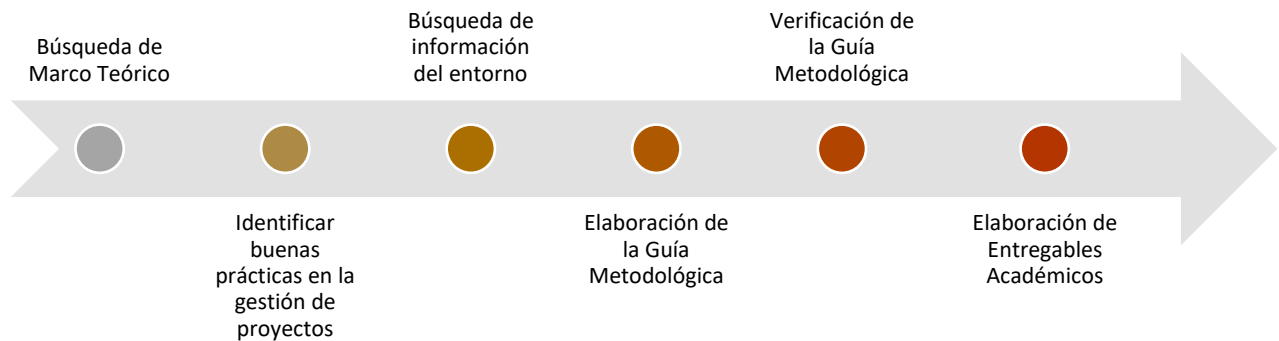 Búsqueda de
Marco Teórico
Identificar
buenas
prácticas en la
gestión de
proyectos
Búsqueda de
información
del entorno
Elaboración de
la Guía
Metodológica
Verificación de
la Guía
Metodológica
Elaboración de
Entregables
Académicos